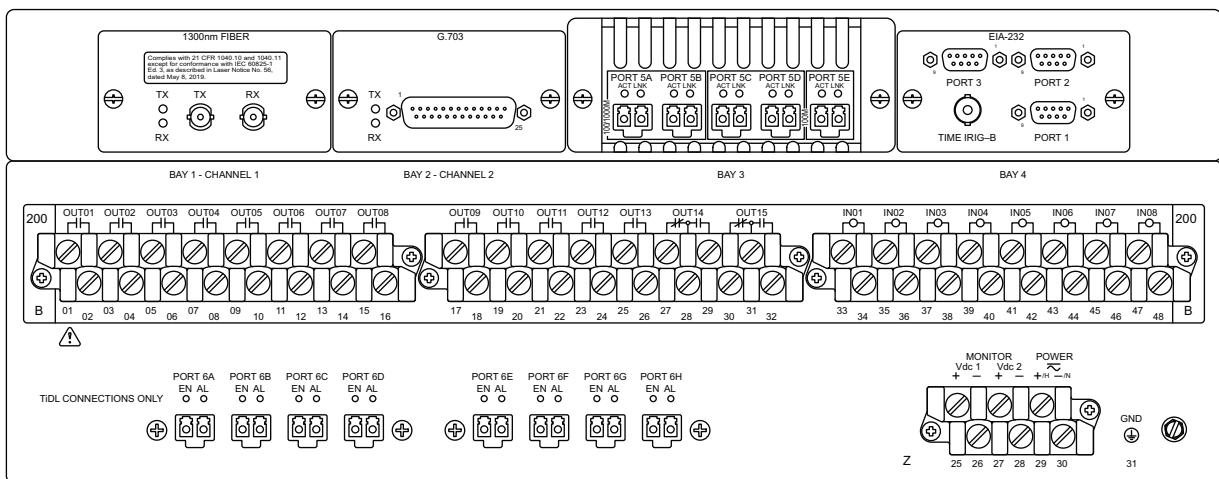 1300nm FIBER
Complies with 21 CFR 1040.10 and 1040.11
except for conformance with IEC 60825-1
Ed. 3, as described in Laser Notice No. 56,
dated May 8, 2019.
TX TX RX
RX
G.703
TX
RX
1
25
PORT 5A PORT 5B PORT 5C PORT 5D PORT 5E
ACT LNK ACT LNK ACT LNK ACT LNK ACT LNK
100/1000M
100M
EIA-232
1 1
9 9
PORT 3 PORT 2
1
9
TIME IRIG–B PORT 1
BAY 1 - CHANNEL 1 BAY 2 - CHANNEL 2 BAY 3 BAY 4
200 OUT01 OUT02 OUT03 OUT04 OUT05 OUT06 OUT07 OUT08 OUT09 OUT10 OUT11 OUT12 OUT13 OUT14 OUT15 IN01 IN02 IN03 IN04 IN05 IN06 IN07 IN08 200
B 01 02 03 04 05 06 07 08 09 10 11 12 13 14 15 16 17 18 19 20 21 22 23 24 25 26 27 28 29 30 31 32 33 34 35 36 37 38 39 40 41 42 43 44 45 46 47 48 B
TiDL CONNECTIONS ONLY
PORT 6A PORT 6B PORT 6C PORT 6D PORT 6E PORT 6F PORT 6G PORT 6H
EN AL EN AL EN AL EN AL EN AL EN AL EN AL EN AL
MONITOR POWER
Vdc 1 Vdc 2
+ – + – +/H –/N
Z 25 26 27 28 29 30
GND
31